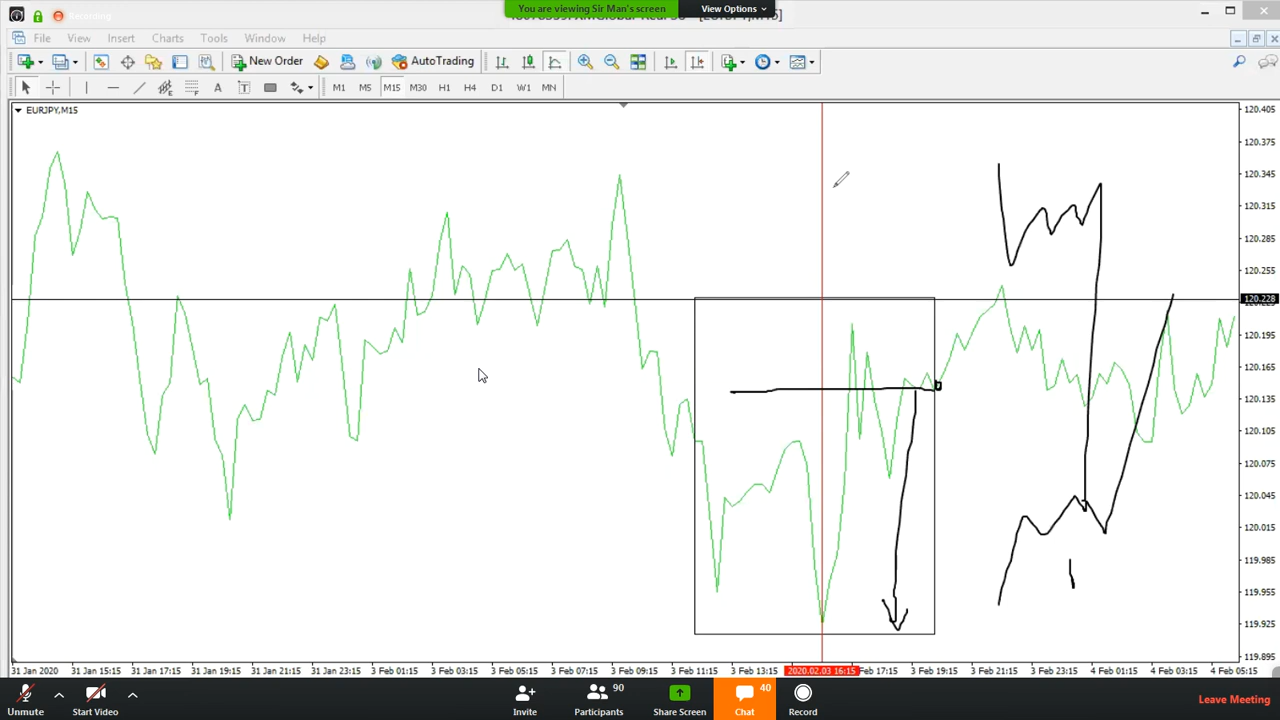 You are viewing Sir Man's screen
View Options
Recording
File View Insert Charts Tools Window Help
New Order AutoTrading
M1 M5 M15 M30 H1 H4 D1 W1 MN
EURJPY,M15
120.405
120.375
120.345
120.315
120.285
120.255
120.228
120.195
120.165
120.135
120.105
120.075
120.045
120.015
119.985
119.955
119.925
119.895
31 Jan 2020 31 Jan 15:15 31 Jan 17:15 31 Jan 19:15 31 Jan 21:15 31 Jan 23:15 3 Feb 01:15 3 Feb 03:15 3 Feb 05:15 3 Feb 07:15 3 Feb 09:15 3 Feb 11:15 3 Feb 13:15 2020.02.03 16:15 Feb 17:15 3 Feb 19:15 3 Feb 21:15 3 Feb 23:15 4 Feb 01:15 4 Feb 03:15 4 Feb 05:15
90 40
Unmute Start Video Invite Participants Share Screen Chat Record Leave Meeting